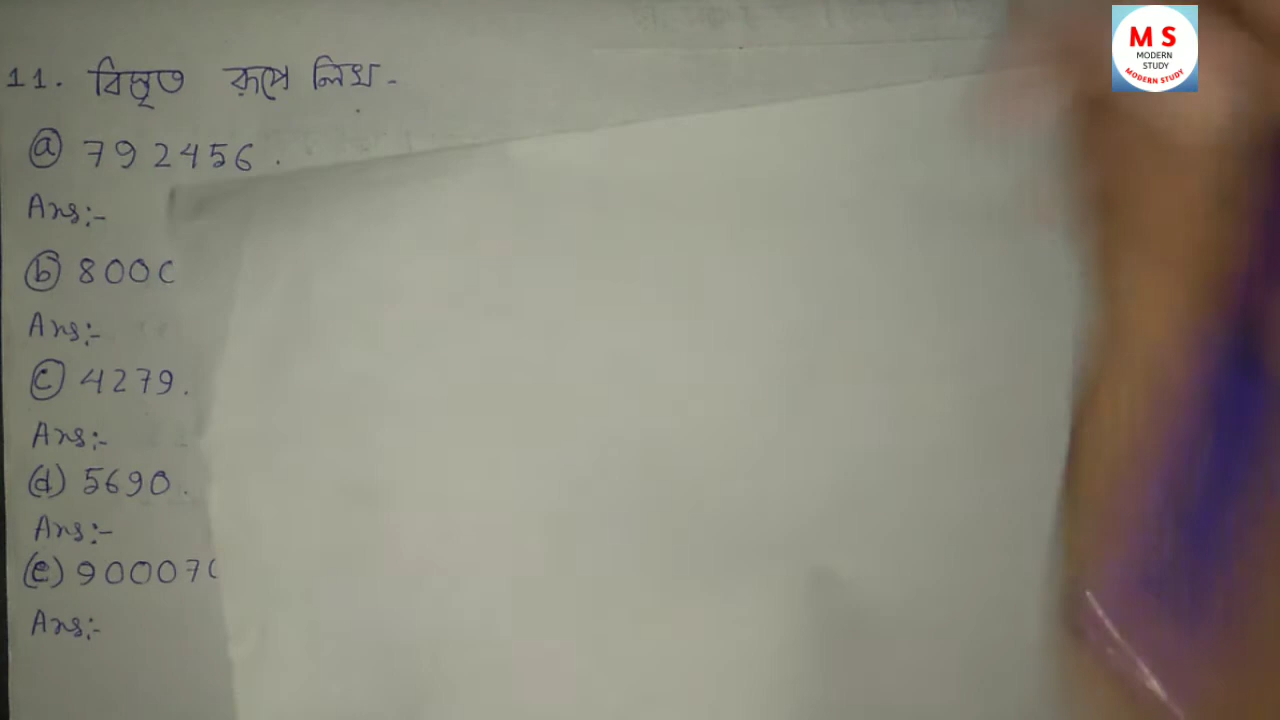 11. বিস্তৃত রূপে লিখ-
(a) 792456.
Ans:-
(b) 800
Ans:-
(c) 4279.
Ans:-
(d) 5690.
Ans:-
(e) 90007
Ans:-
M S
MODERN
STUDY
MODERN STUDY